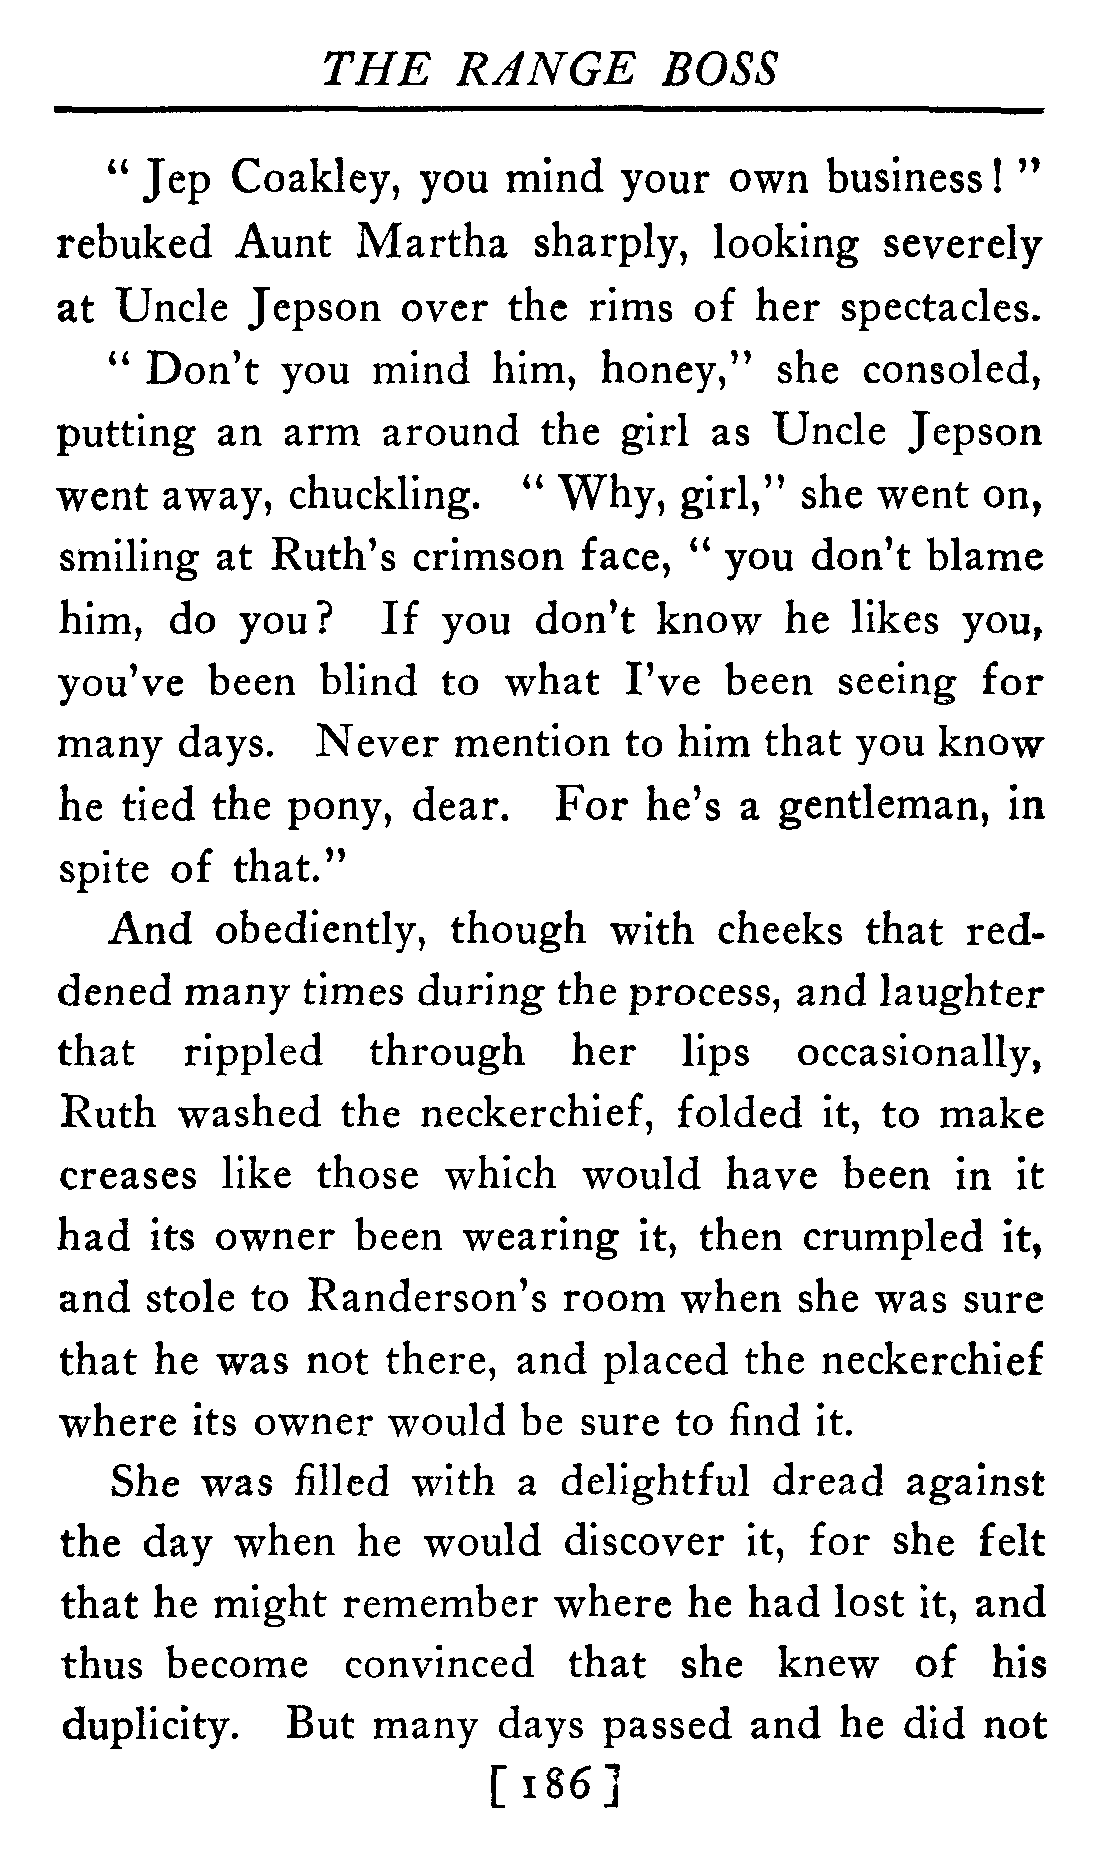 THE RANGE BOSS
" Jep Coakley, you mind your own business! "
rebuked Aunt Martha sharply, looking severely
at Uncle Jepson over the rims of her spectacles.
" Don't you mind him, honey," she consoled,
putting an arm around the girl as Uncle Jepson
went away, chuckling. " Why, girl," she went on,
smiling at Ruth's crimson face, " you don't blame
him, do you? If you don't know he likes you,
you've been blind to what I've been seeing for
many days. Never mention to him that you know
he tied the pony, dear. For he's a gentleman, in
spite of that."
And obediently, though with cheeks that red-
dened many times during the process, and laughter
that rippled through her lips occasionally,
Ruth washed the neckerchief, folded it, to make
creases like those which would have been in it
had its owner been wearing it, then crumpled it,
and stole to Randerson's room when she was sure
that he was not there, and placed the neckerchief
where its owner would be sure to find it.
She was filled with a delightful dread against
the day when he would discover it, for she felt
that he might remember where he had lost it, and
thus become convinced that she knew of his
duplicity. But many days passed and he did not
[ 186 ]